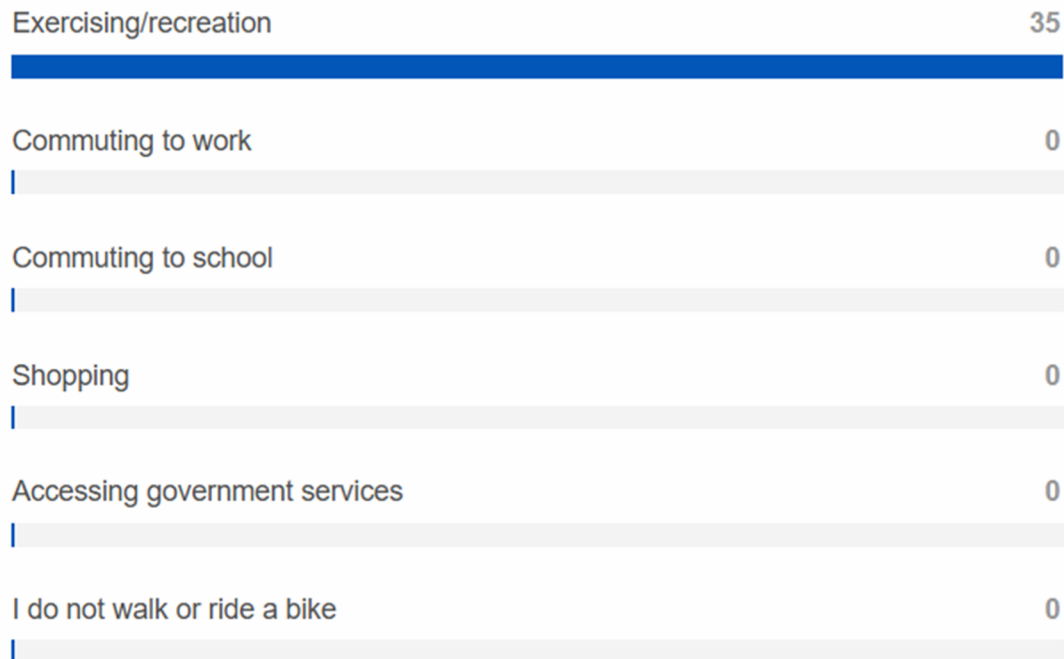 Exercising/recreation 35
Commuting to work 0
Commuting to school 0
Shopping 0
Accessing government services 0
I do not walk or ride a bike 0